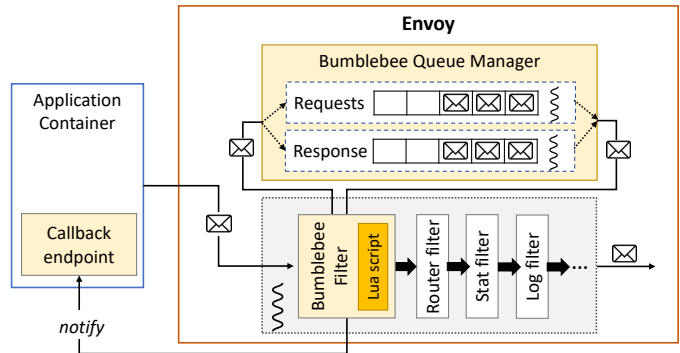 Envoy
Bumblebee Queue Manager
Requests
Response
Application
Container
Callback
endpoint
notify
Bumblebee
Filter
Lua script
Router filter
Stat filter
Log filter
...